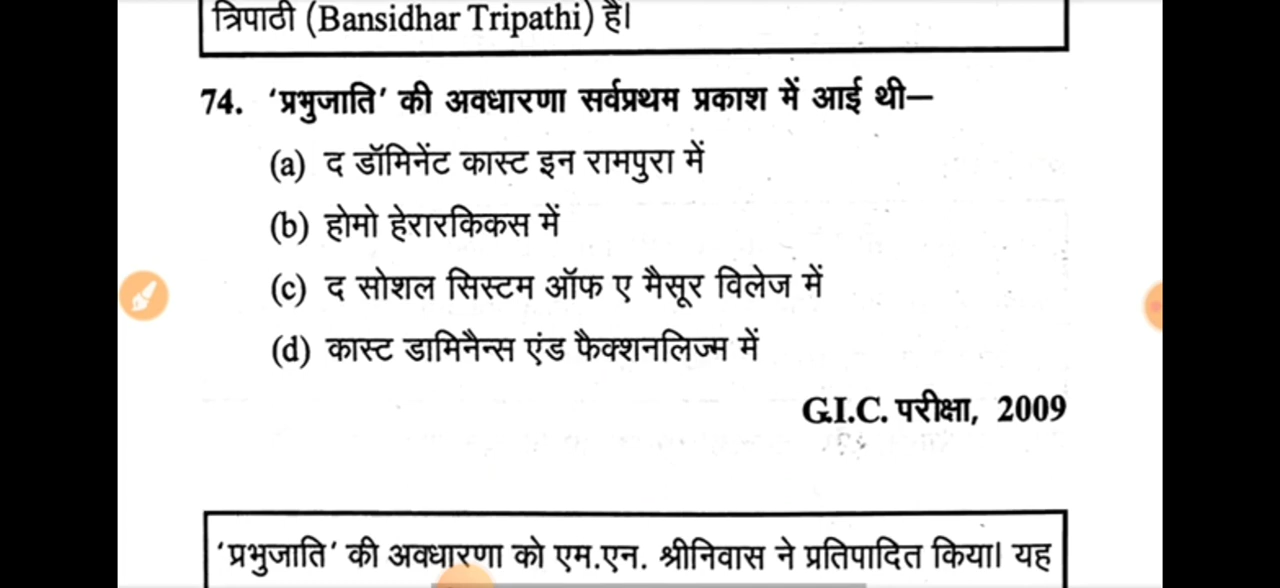 त्रिपाठी (Bansidhar Tripathi) हैं।
74. ‘प्रभुजाति’ की अवधारणा सर्वप्रथम प्रकाश में आई थी–
(a) द डॉमिनेंट कास्ट इन रामपुरा में
(b) होमो हेरारकिकस में
(c) द सोशल सिस्टम ऑफ ए मैसूर विलेज में
(d) कास्ट डामिनैन्स एंड फैक्शनलिज्म में
G.I.C. परीक्षा, 2009
‘प्रभुजाति’ की अवधारणा को एम.एन. श्रीनिवास ने प्रतिपादित किया। यह